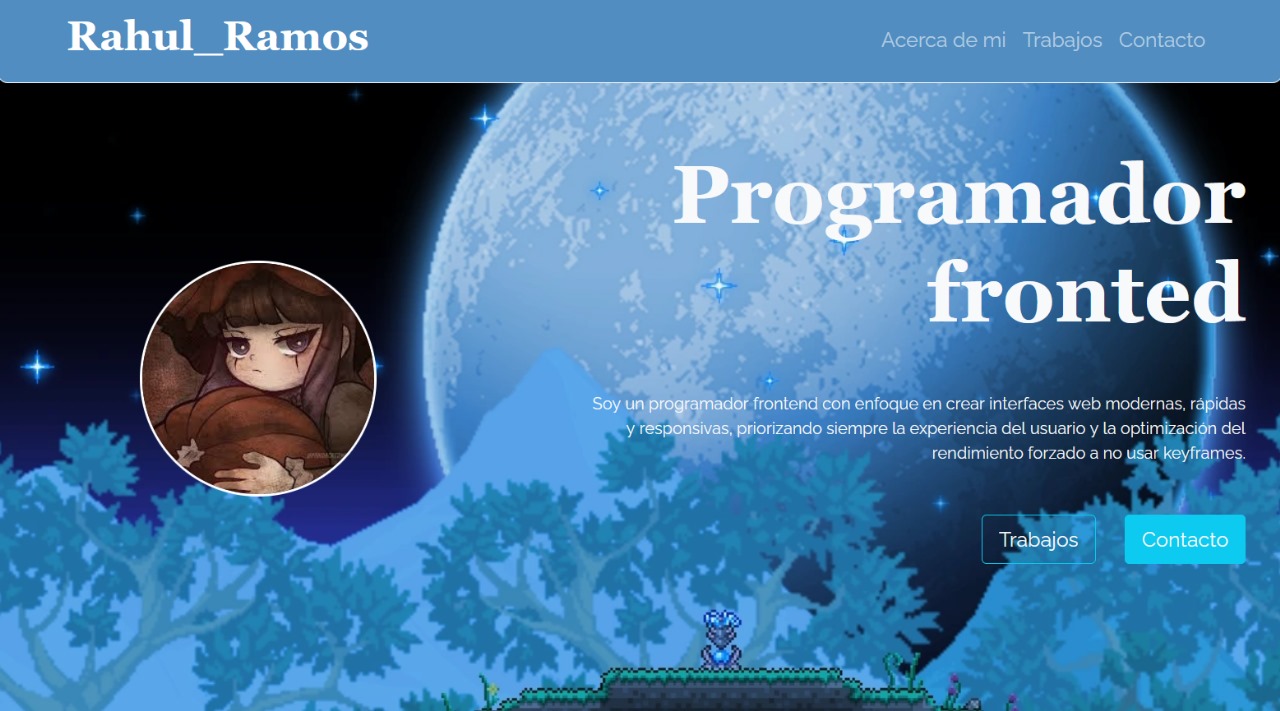 Rahul_Ramos
Acerca de mi Trabajos Contacto
Programador
fronted
Soy un programador frontend con enfoque en crear interfaces web modernas, rápidas
y responsivas, priorizando siempre la experiencia del usuario y la optimización del
rendimiento forzado a no usar keyframes.
Trabajos Contacto